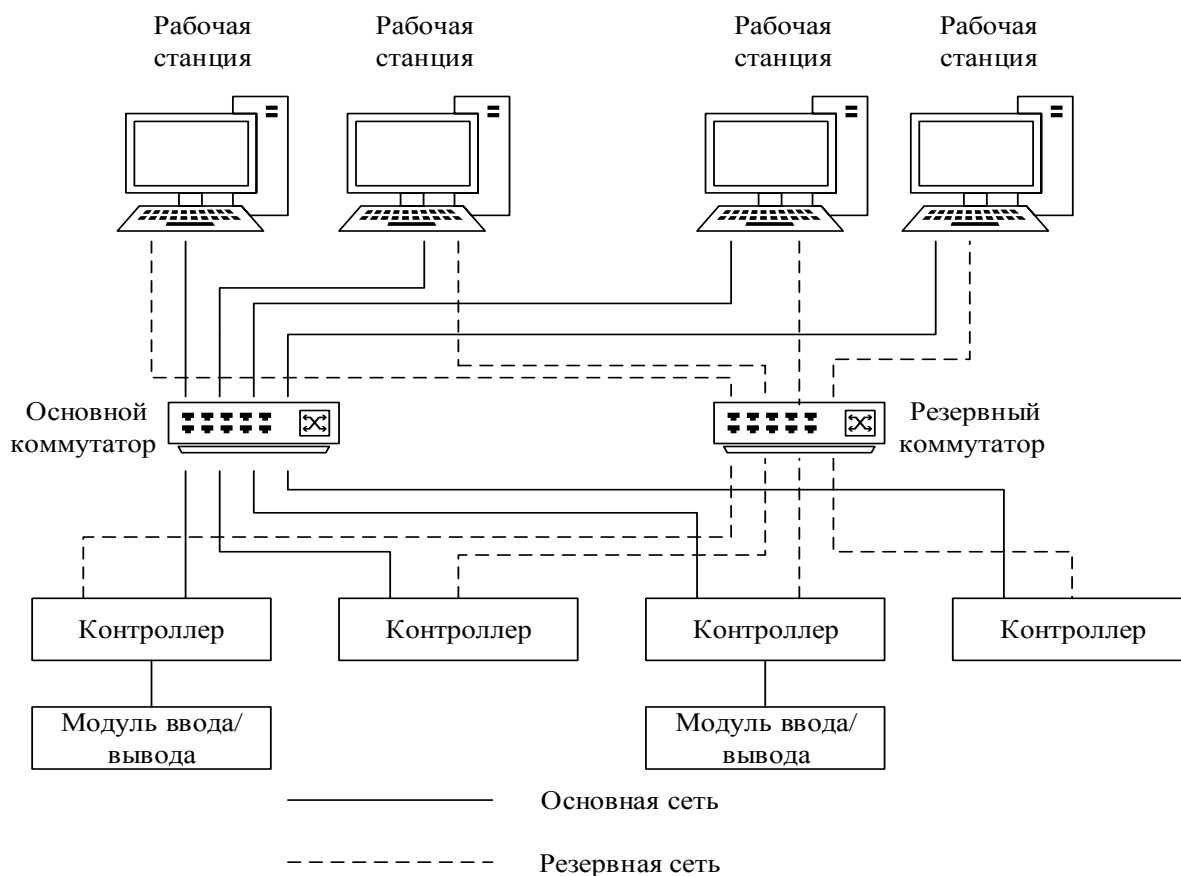 Рабочая
станция
Рабочая
станция
Рабочая
станция
Рабочая
станция
Основной
коммутатор
Резервный
коммутатор
Контроллер
Контроллер
Контроллер
Контроллер
Модуль ввода/
вывода
Модуль ввода/
вывода
Основная сеть
Резервная сеть